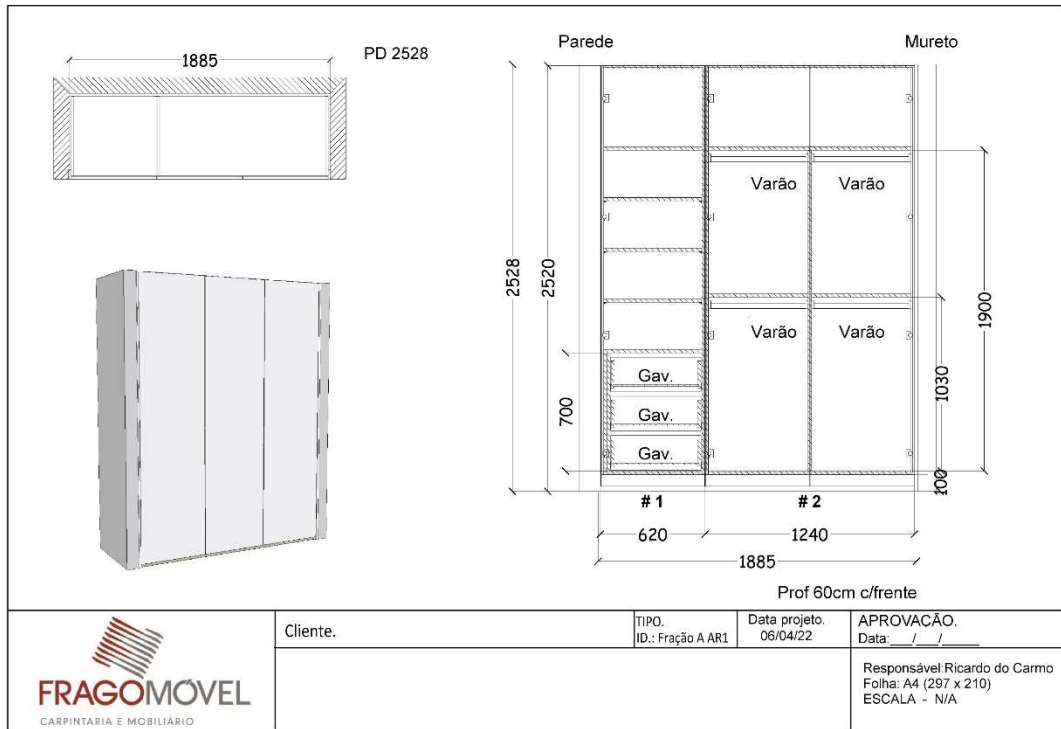 1885
PD 2528
Parede
Mureto
2528
2520
700
Varão
Varão
Varão
Varão
Gav.
Gav.
Gav.
1900
1030
100
# 1
# 2
620
1240
1885
Prof 60cm c/frente
FRAGOMÓVEL
CARPINTARIA E MOBILIÁRIO
Cliente.
TIPO.
ID.: Fração A AR1
Data projeto.
06/04/22
APROVAÇÃO.
Data:___/___/_____
Responsável:Ricardo do Carmo
Folha: A4 (297 x 210)
ESCALA - N/A